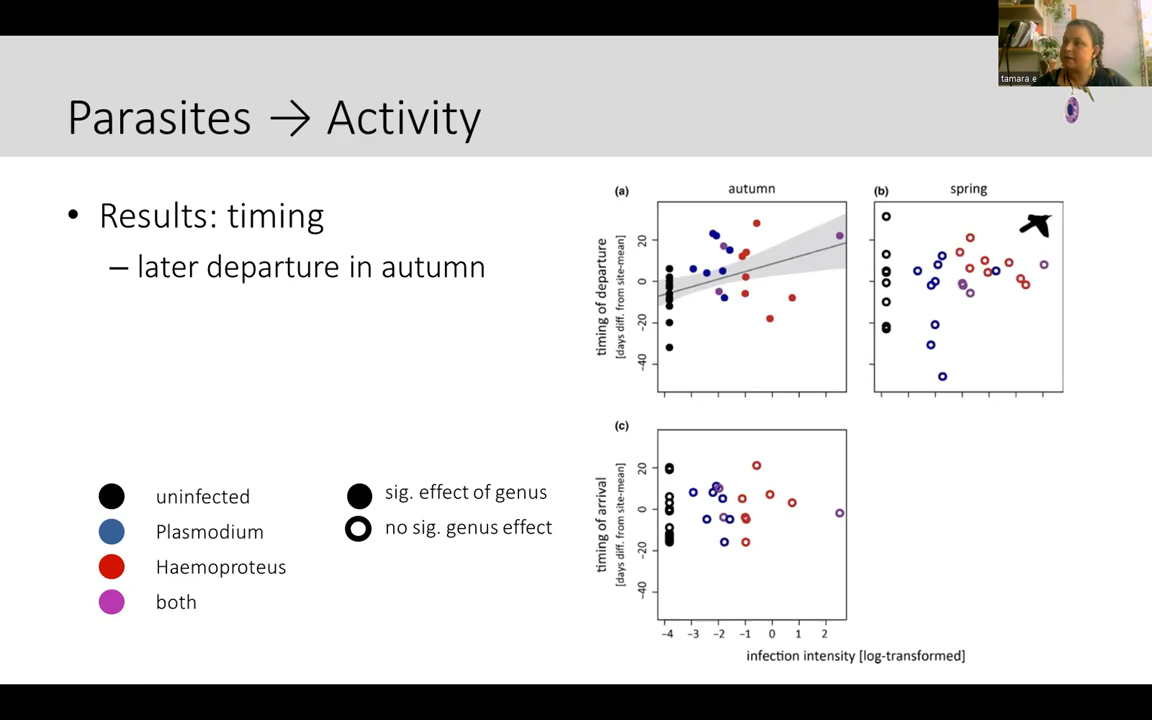 tamara e
Parasites → Activity
• Results: timing
– later departure in autumn
(a)
autumn
(b)
spring
timing of departure
[days diff. from site-mean]
20
0
-20
-40
(c)
timing of arrival
[days diff. from site-mean]
20
0
-20
-40
-4 -3 -2 -1 0 1 2
infection intensity [log-transformed]
uninfected
Plasmodium
Haemoproteus
both
sig. effect of genus
no sig. genus effect